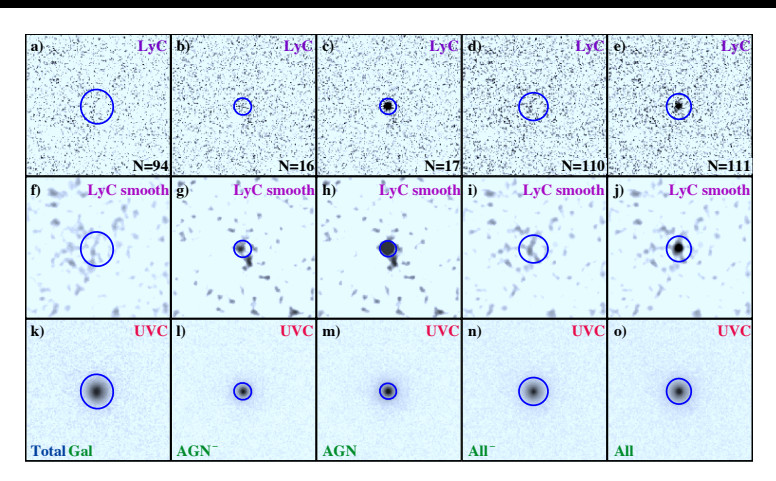 a) LyC b) LyC c) LyC d) LyC e) LyC
N=94 N=16 N=17 N=110 N=111
f) LyC smooth g) LyC smooth h) LyC smooth i) LyC smooth j) LyC smooth
k) UVC l) UVC m) UVC n) UVC o) UVC
Total Gal AGN⁻ AGN All⁻ All